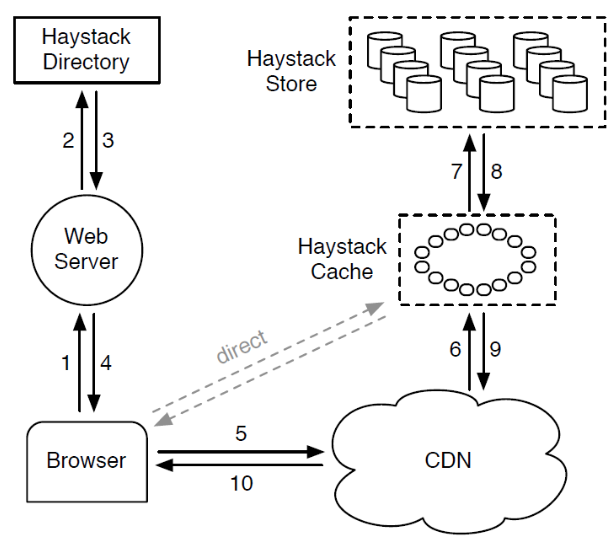 Haystack
Directory
Haystack
Store
2
3
7
8
Web
Server
Haystack
Cache
direct
1
4
6
9
Browser
5
10
CDN